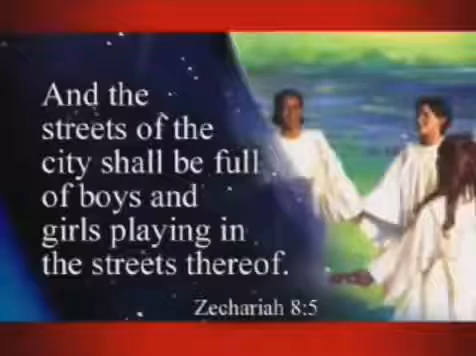 And the
streets of the
city shall be full
of boys and
girls playing in
the streets thereof.
Zechariah 8:5